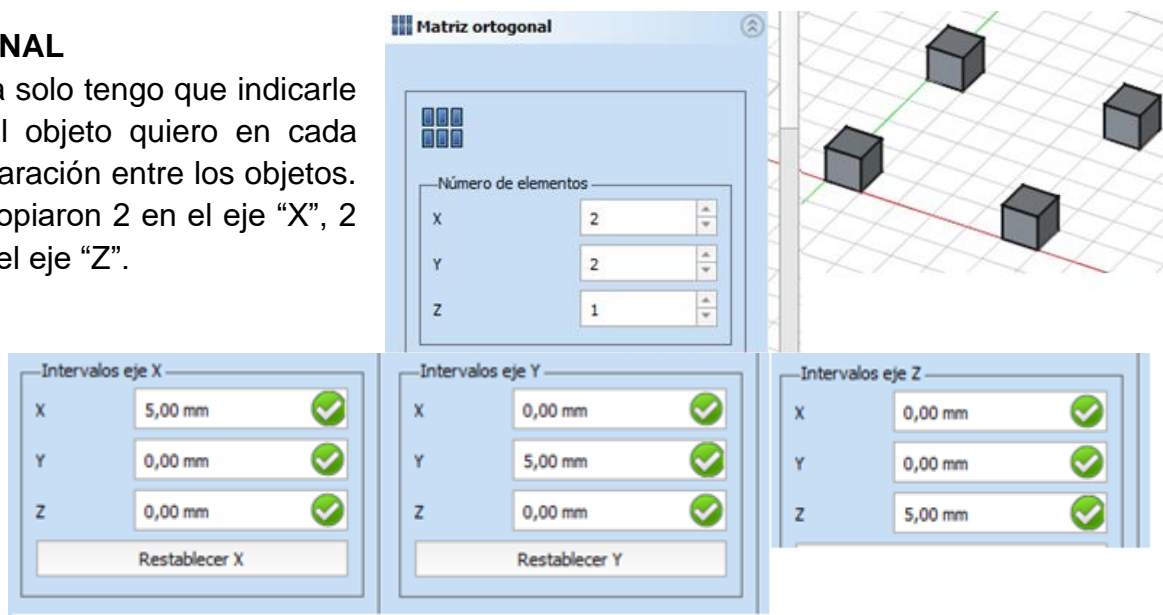 NAL
a solo tengo que indicarle
l objeto quiero en cada
aración entre los objetos.
opiaron 2 en el eje “X”, 2
el eje “Z”.
Matriz ortogonal
Número de elementos
X 2
Y 2
Z 1
Intervalos eje X
X 5,00 mm
Y 0,00 mm
Z 0,00 mm
Restablecer X
Intervalos eje Y
X 0,00 mm
Y 5,00 mm
Z 0,00 mm
Restablecer Y
Intervalos eje Z
X 0,00 mm
Y 0,00 mm
Z 5,00 mm